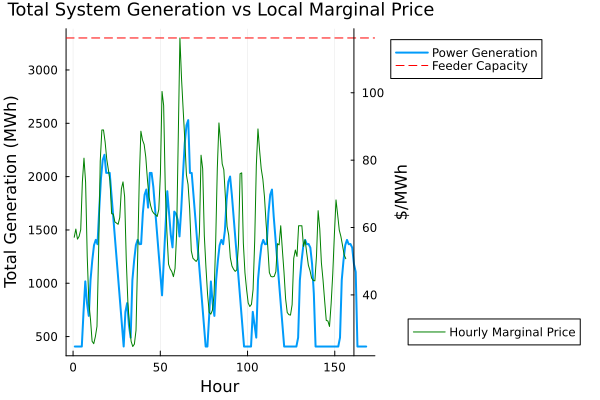 Total System Generation vs Local Marginal Price
Total Generation (MWh)
3000
2500
2000
1500
1000
500
0
50
100
150
Hour
100
80
60
40
$/MWh
Power Generation
Feeder Capacity
Hourly Marginal Price